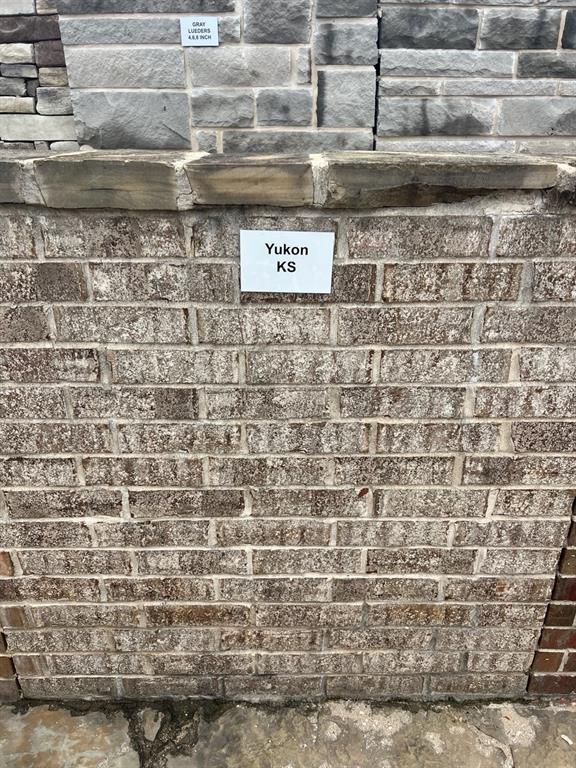 GRAY
LUEDERS
4,6,8 INCH
Yukon
KS